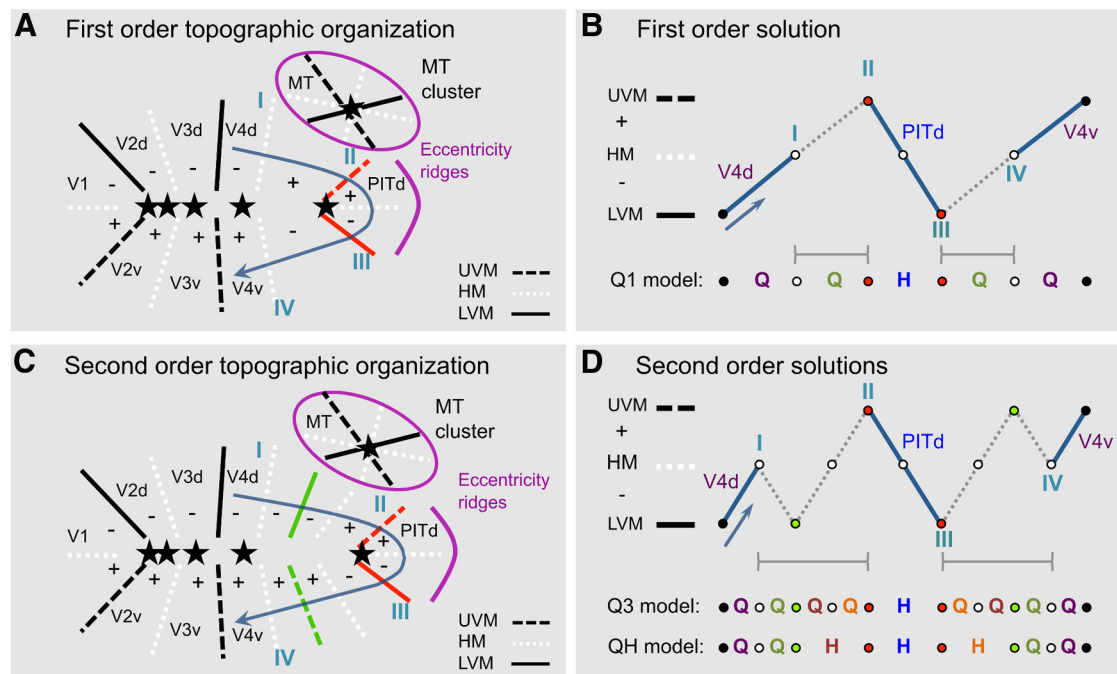 A First order topographic organization
MT
MT
cluster
Eccentricity
ridges
I
II
III
IV
V1
V2d
V3d
V4d
PITd
V2v
V3v
V4v
- - - -
+ + + +
+ +
- -
UVM
HM
LVM
B First order solution
UVM
+
HM
-
LVM
I
II
III
IV
V4d
PITd
V4v
Q1 model: Q Q H Q Q
C Second order topographic organization
MT
MT
cluster
Eccentricity
ridges
I
II
III
IV
V1
V2d
V3d
V4d
PITd
V2v
V3v
V4v
- - - - - -
+ + + + + +
+ +
- -
UVM
HM
LVM
D Second order solutions
UVM
+
HM
-
LVM
I
II
III
IV
V4d
PITd
V4v
Q3 model: Q Q Q Q H Q Q Q Q
QH model: Q Q H H H Q Q